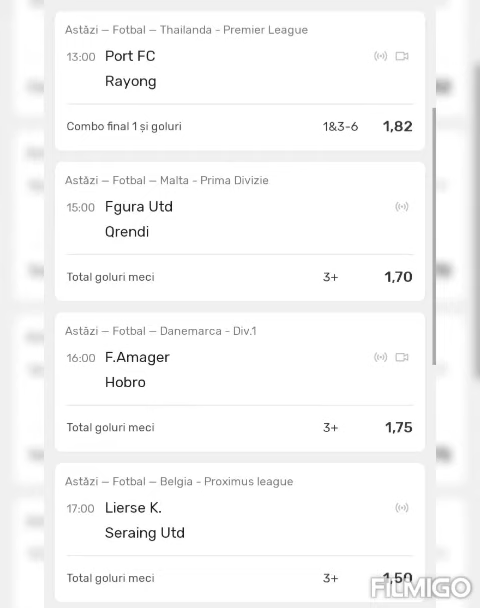 Astăzi — Fotbal — Thailanda - Premier League
13:00 Port FC
Rayong
Combo final 1 și goluri 1&3-6 1,82
Astăzi — Fotbal — Malta - Prima Divizie
15:00 Fgura Utd
Qrendi
Total goluri meci 3+ 1,70
Astăzi — Fotbal — Danemarca - Div.1
16:00 F.Amager
Hobro
Total goluri meci 3+ 1,75
Astăzi — Fotbal — Belgia - Proximus league
17:00 Lierse K.
Seraing Utd
Total goluri meci 3+ 1,50
FILMIGO